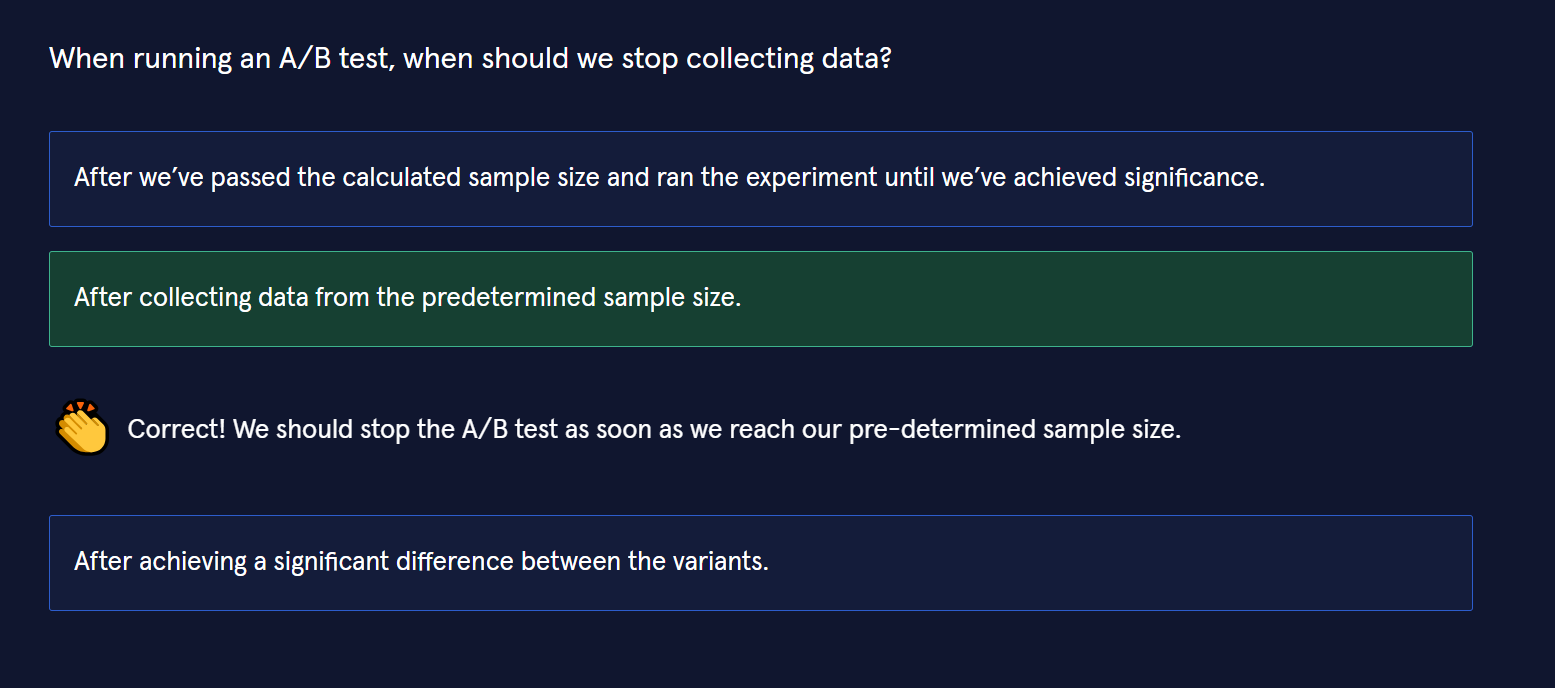 When running an A/B test, when should we stop collecting data?
After we’ve passed the calculated sample size and ran the experiment until we’ve achieved significance.
After collecting data from the predetermined sample size.
Correct! We should stop the A/B test as soon as we reach our pre-determined sample size.
After achieving a significant difference between the variants.